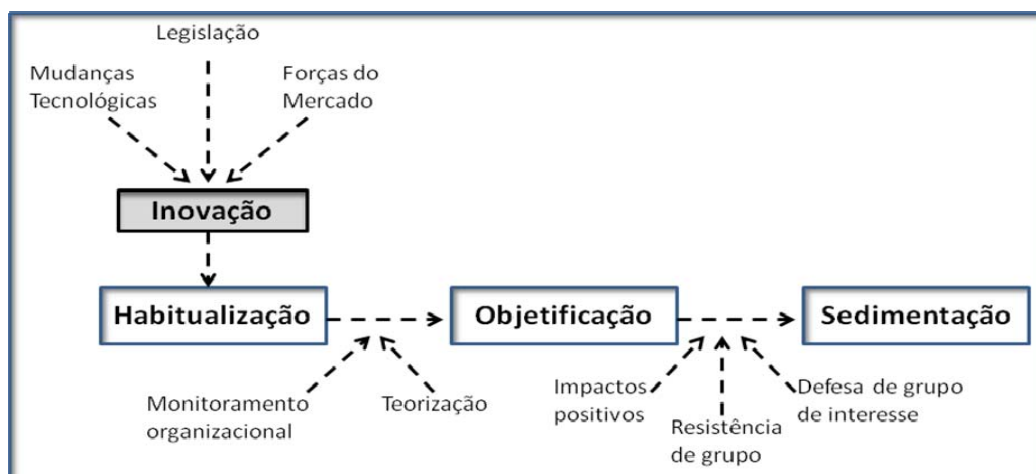 Legislação
Mudanças
Tecnológicas
Forças do
Mercado
Inovação
Habitualização
Objetificação
Sedimentação
Monitoramento
organizacional
Teorização
Impactos
positivos
Resistência
de grupo
Defesa de grupo
de interesse